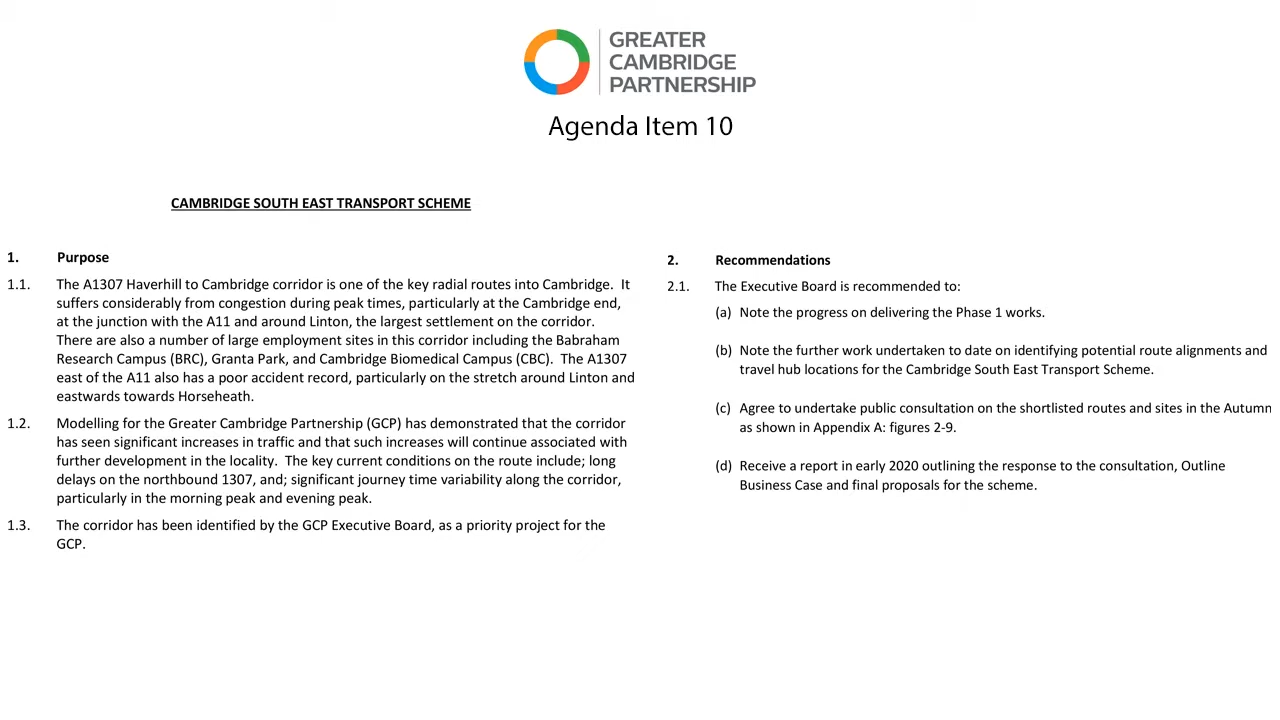 GREATER
CAMBRIDGE
PARTNERSHIP
Agenda Item 10
CAMBRIDGE SOUTH EAST TRANSPORT SCHEME
1. Purpose
1.1. The A1307 Haverhill to Cambridge corridor is one of the key radial routes into Cambridge. It
suffers considerably from congestion during peak times, particularly at the Cambridge end,
at the junction with the A11 and around Linton, the largest settlement on the corridor.
There are also a number of large employment sites in this corridor including the Babraham
Research Campus (BRC), Granta Park, and Cambridge Biomedical Campus (CBC). The A1307
east of the A11 also has a poor accident record, particularly on the stretch around Linton and
eastwards towards Horseheath.
1.2. Modelling for the Greater Cambridge Partnership (GCP) has demonstrated that the corridor
has seen significant increases in traffic and that such increases will continue associated with
further development in the locality. The key current conditions on the route include; long
delays on the northbound 1307, and; significant journey time variability along the corridor,
particularly in the morning peak and evening peak.
1.3. The corridor has been identified by the GCP Executive Board, as a priority project for the
GCP.
2. Recommendations
2.1. The Executive Board is recommended to:
(a) Note the progress on delivering the Phase 1 works.
(b) Note the further work undertaken to date on identifying potential route alignments and
travel hub locations for the Cambridge South East Transport Scheme.
(c) Agree to undertake public consultation on the shortlisted routes and sites in the Autumn
as shown in Appendix A: figures 2-9.
(d) Receive a report in early 2020 outlining the response to the consultation, Outline
Business Case and final proposals for the scheme.